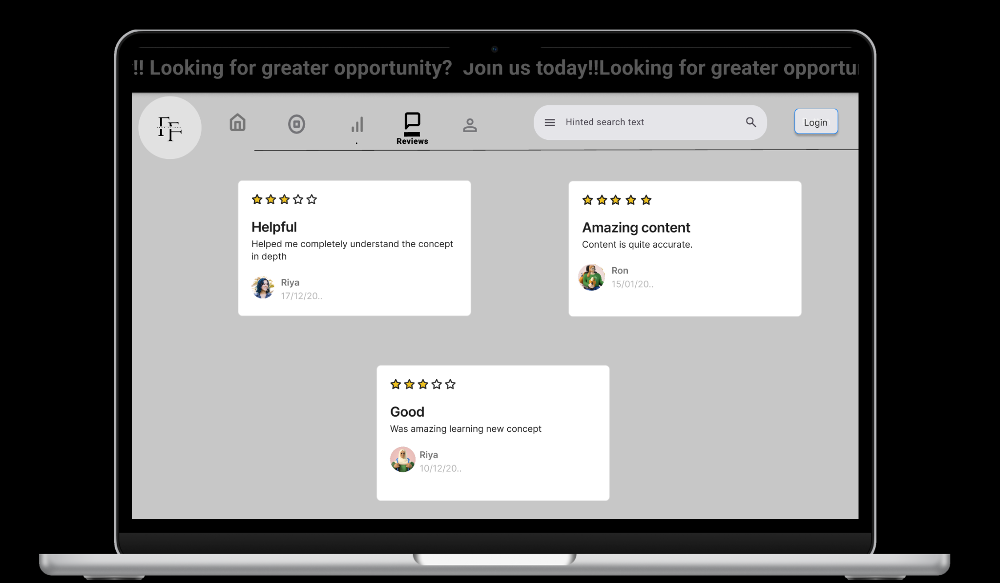 !! Looking for greater opportunity? Join us today!!Looking for greater opportu
FF
FAST FUTURE
Hinted search text
Login
.
Reviews
Helpful
Helped me completely understand the concept
in depth
Riya
17/12/20..
Amazing content
Content is quite accurate.
Ron
15/01/20..
Good
Was amazing learning new concept
Riya
10/12/20..